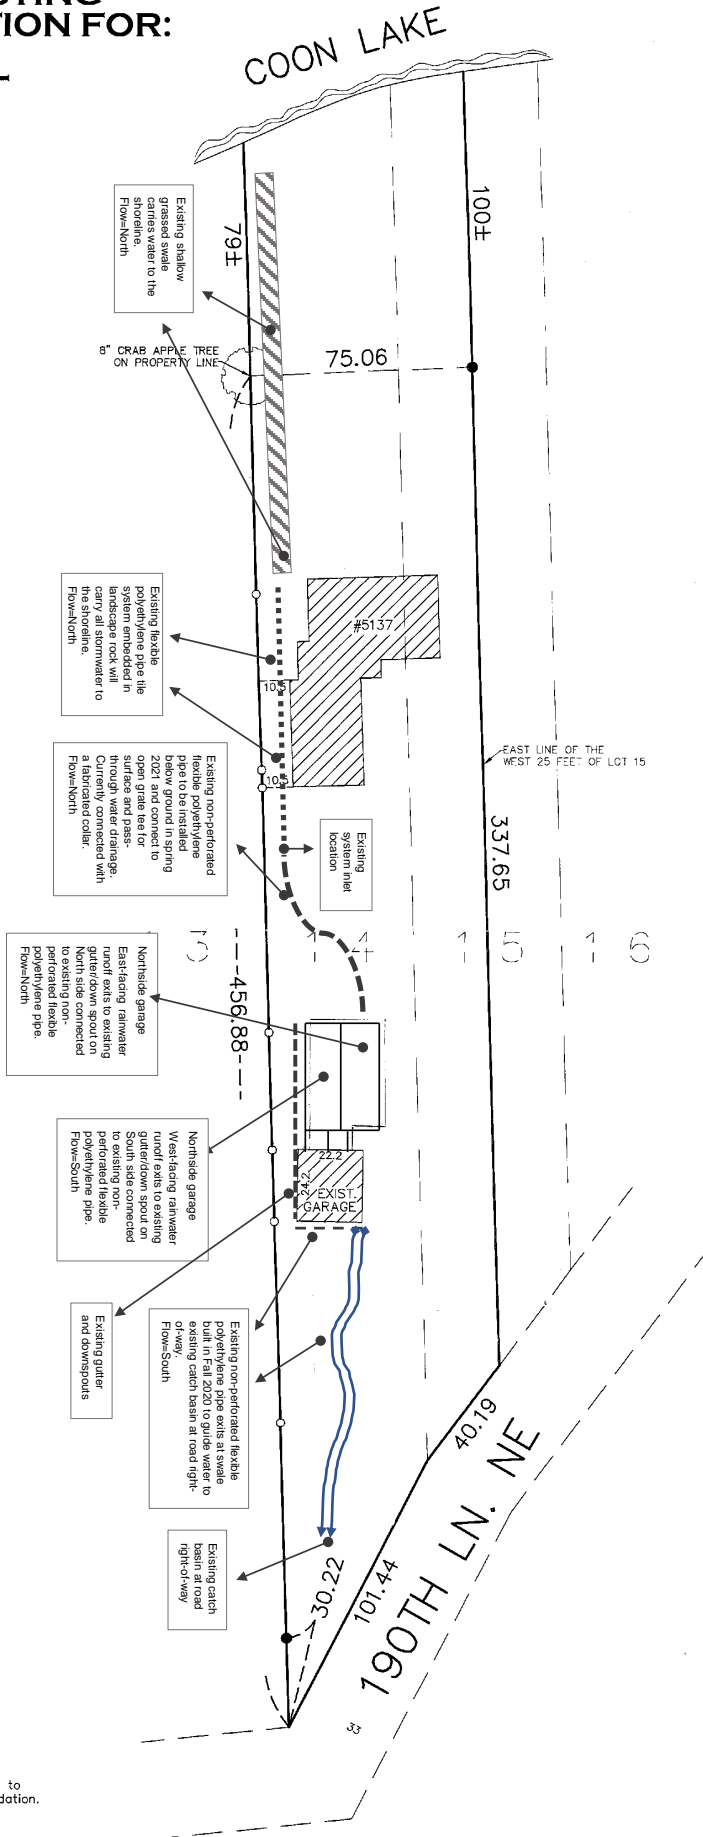 TION FOR:
COON LAKE
100±
79±
Existing shallow
grassed swale
carries water to the
shoreline.
Flow=North
8" CRAB APPLE TREE
ON PROPERTY LINE
75.06
#5137
Existing flexible
polyethylene pipe tile
system embedded in
landscape rock will
carry all stormwater to
the shoreline.
Flow=North
10.5
10.5
EAST LINE OF THE
WEST 25 FEET OF LOT 15
Existing non-perforated
flexible polyethylene
pipe to be installed
below ground in spring
2021 and connect to
open grate tee for
surface and pass-
through water drainage.
Currently connected with
a fabricated collar.
Flow=North
Existing
system inlet
location
337.65
1 4
1 5
1 6
--456.88--
Northside garage
East-facing rainwater
runoff exits to existing
gutter/down spout on
North side connected
to existing non-
perforated flexible
polyethylene pipe.
Flow=North
Northside garage
West-facing rainwater
runoff exits to existing
gutter/down spout on
South side connected
to existing non-
perforated flexible
polyethylene pipe.
Flow=South
22.2
24.2
EXIST.
GARAGE
Existing gutter
and downspouts
Existing non-perforated flexible
polyethylene pipe exits at swale
built in Fall 2020 to guide water to
existing catch basin at road right-
of-way.
Flow=South
Existing catch
basin at road
right-of-way
40.19
190TH LN. NE
101.44
30.22
33
to
dation.